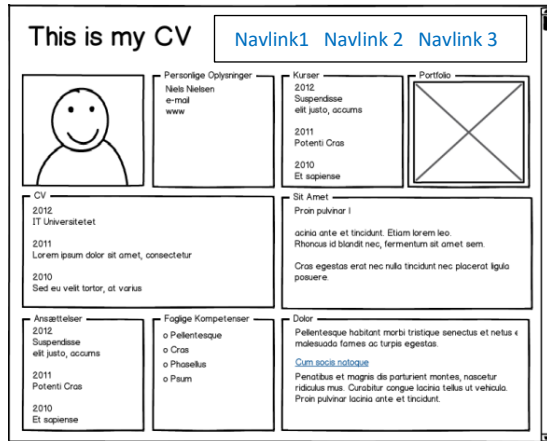 This is my CV
Navlink1 Navlink 2 Navlink 3
Personlige Oplysninger
Niels Nielsen
e-mail
www
Kurser
2012
Suspendisse
elit justo, accums
2011
Potenti Cras
2010
Et sapiense
Portfolio
CV
2012
IT Universitetet
2011
Lorem ipsum dolor sit amet, consectetur
2010
Sed eu velit tortor, at varius
Sit Amet
Proin pulvinar l
acinia ante et tincidunt. Etiam lorem leo.
Rhoncus id blandit nec, fermentum sit amet sem.
Cras egestas erat nec nulla tincidunt nec placerat ligula
posuere.
Ansættelser
2012
Suspendisse
elit justo, accums
2011
Potenti Cras
2010
Et sapiense
Faglige Kompetenser
o Pellentesque
o Cras
o Phasellus
o Psum
Dolor
Pellentesque habitant morbi tristique senectus et netus e
malesuada fames ac turpis egestas.
Cum sociis natoque
Penatibus et magnis dis parturient montes, nascetur
ridiculus mus. Curabitur congue lacinia tellus ut vehicula.
Proin pulvinar lacinia ante et tincidunt.